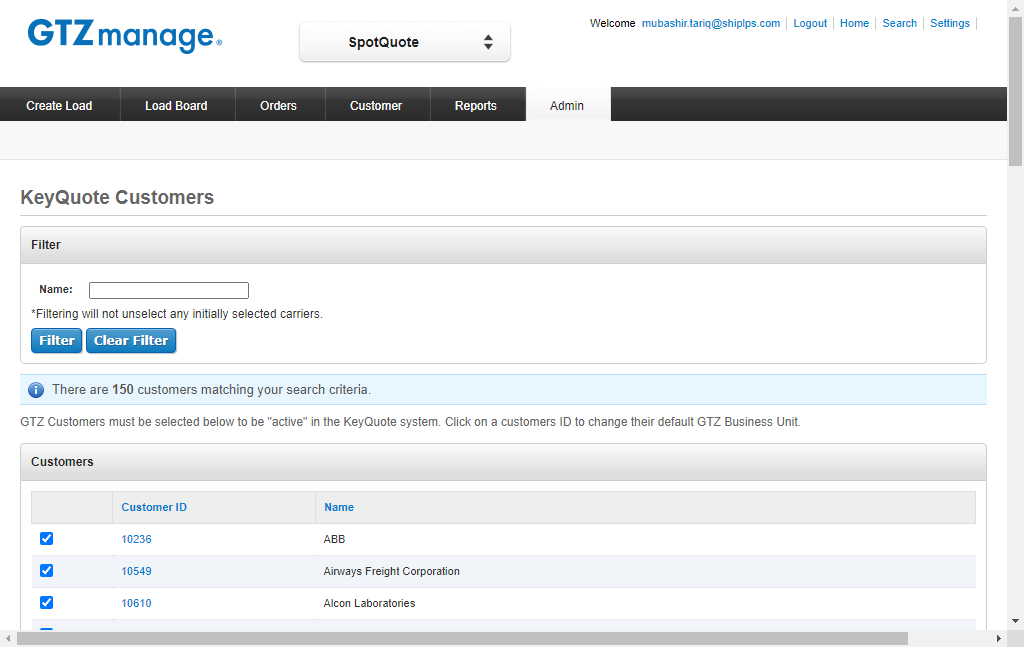 GTZmanage®
SpotQuote
Welcome mubashir.tariq@shiplps.com Logout Home Search Settings
Create Load Load Board Orders Customer Reports Admin
KeyQuote Customers
Filter
Name:
*Filtering will not unselect any initially selected carriers.
Filter Clear Filter
There are 150 customers matching your search criteria.
GTZ Customers must be selected below to be "active" in the KeyQuote system. Click on a customers ID to change their default GTZ Business Unit.
Customers
Customer ID Name
10236 ABB
10549 Airways Freight Corporation
10610 Alcon Laboratories